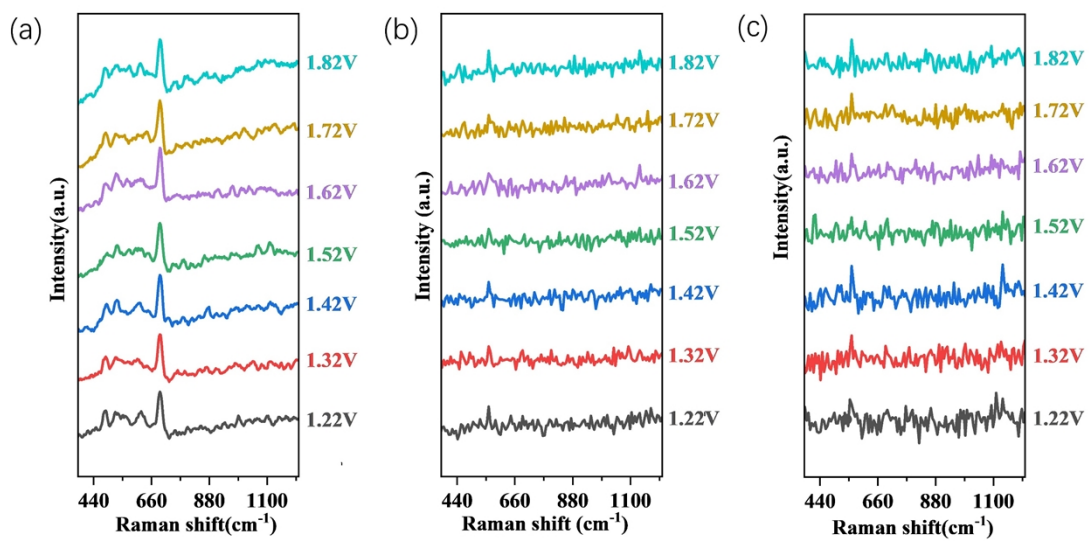 (a)
1.82V
1.72V
1.62V
1.52V
1.42V
1.32V
1.22V
Intensity(a.u.)
440 660 880 1100
Raman shift(cm⁻¹)
(b)
1.82V
1.72V
1.62V
1.52V
1.42V
1.32V
1.22V
Intensity (a.u.)
440 660 880 1100
Raman shift (cm⁻¹)
(c)
1.82V
1.72V
1.62V
1.52V
1.42V
1.32V
1.22V
Intensity(a.u.)
440 660 880 1100
Raman shift(cm⁻¹)